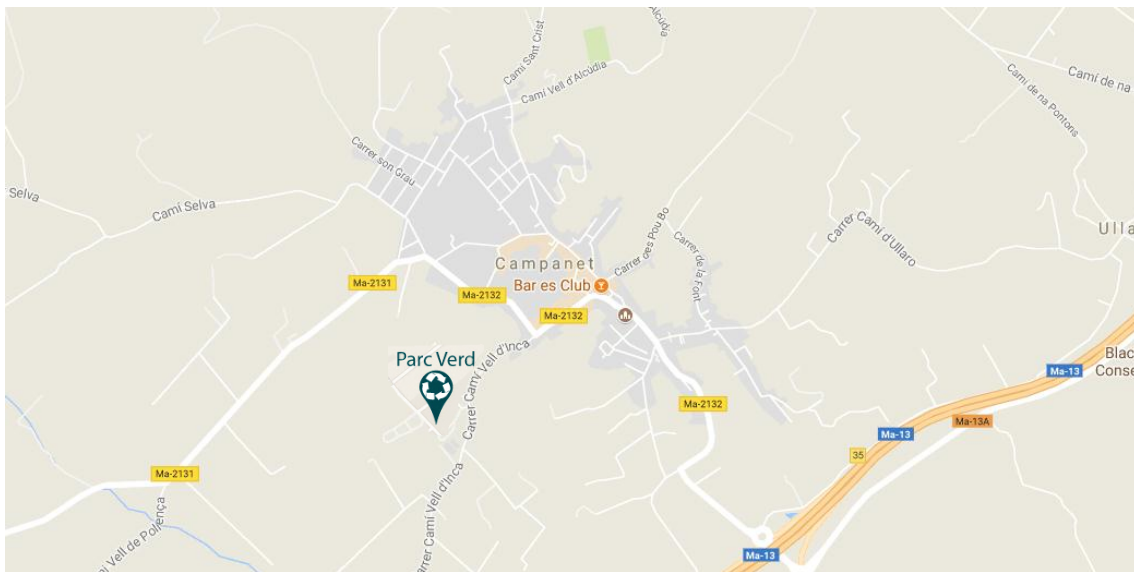 Camí Sant Crist
Alcúdia
Camí Vell d'Alcúdia
Camí de na
Camí de na Pontons
Carrer son Grau
Selva
Camí Selva
Carrer Camí d'Ullaro
Ulla
Carrer des Pou Bo
Carrer de la Font
Campanet
Bar es Club
Ma-2131
Ma-2132
Ma-2132
Carrer Camí Vell d'Inca
Parc Verd
Blac
Conse
Ma-13
Ma-2132
Ma-13A
Ma-13
35
Ma-2131
Carrer Camí Vell d'Inca
mí Vell de Pollença
Ma-13